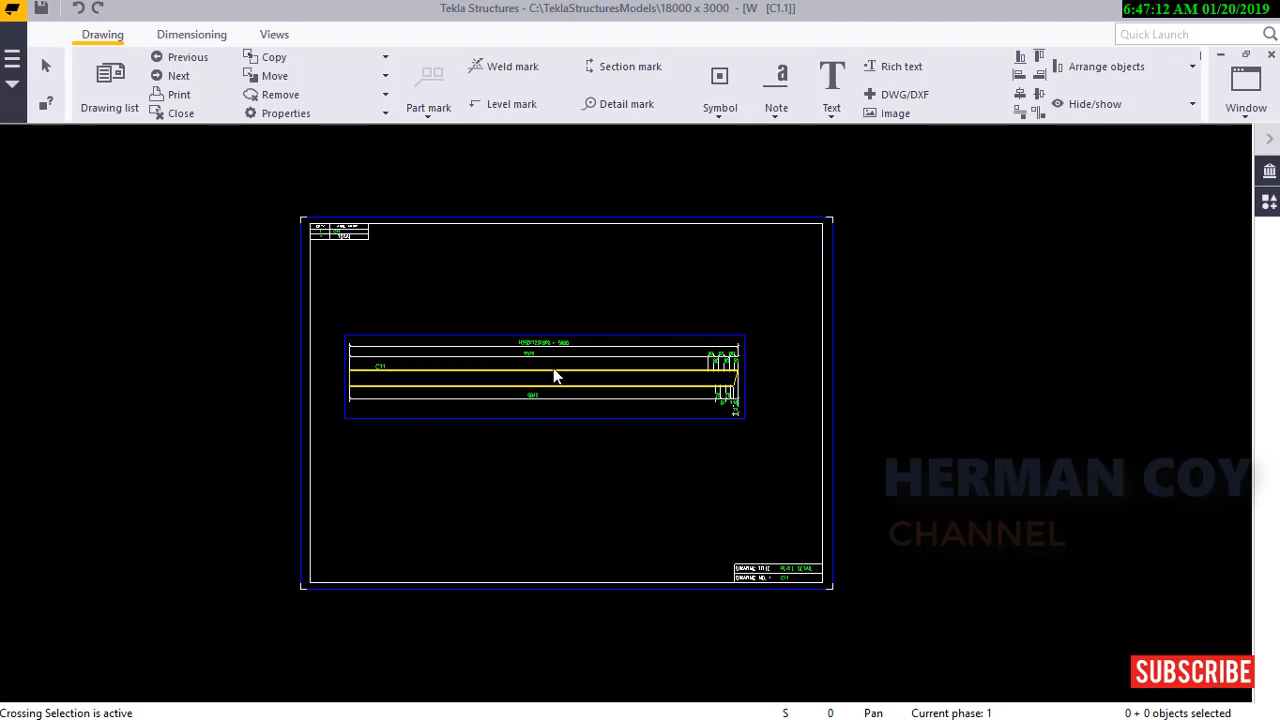 Tekla Structures - C:\TeklaStructuresModels\18000 x 3000 - [W [C1.1]]
6:47:12 AM 01/20/2019
Drawing
Dimensioning
Views
Quick Launch
Previous
Next
Print
Close
Drawing list
Copy
Move
Remove
Properties
Part mark
Weld mark
Level mark
Section mark
Detail mark
Symbol
Note
Text
Rich text
DWG/DXF
Image
Arrange objects
Hide/show
Window
HERMAN COY
CHANNEL
SUBSCRIBE
Crossing Selection is active
S
0
Pan
Current phase: 1
0 + 0 objects selected